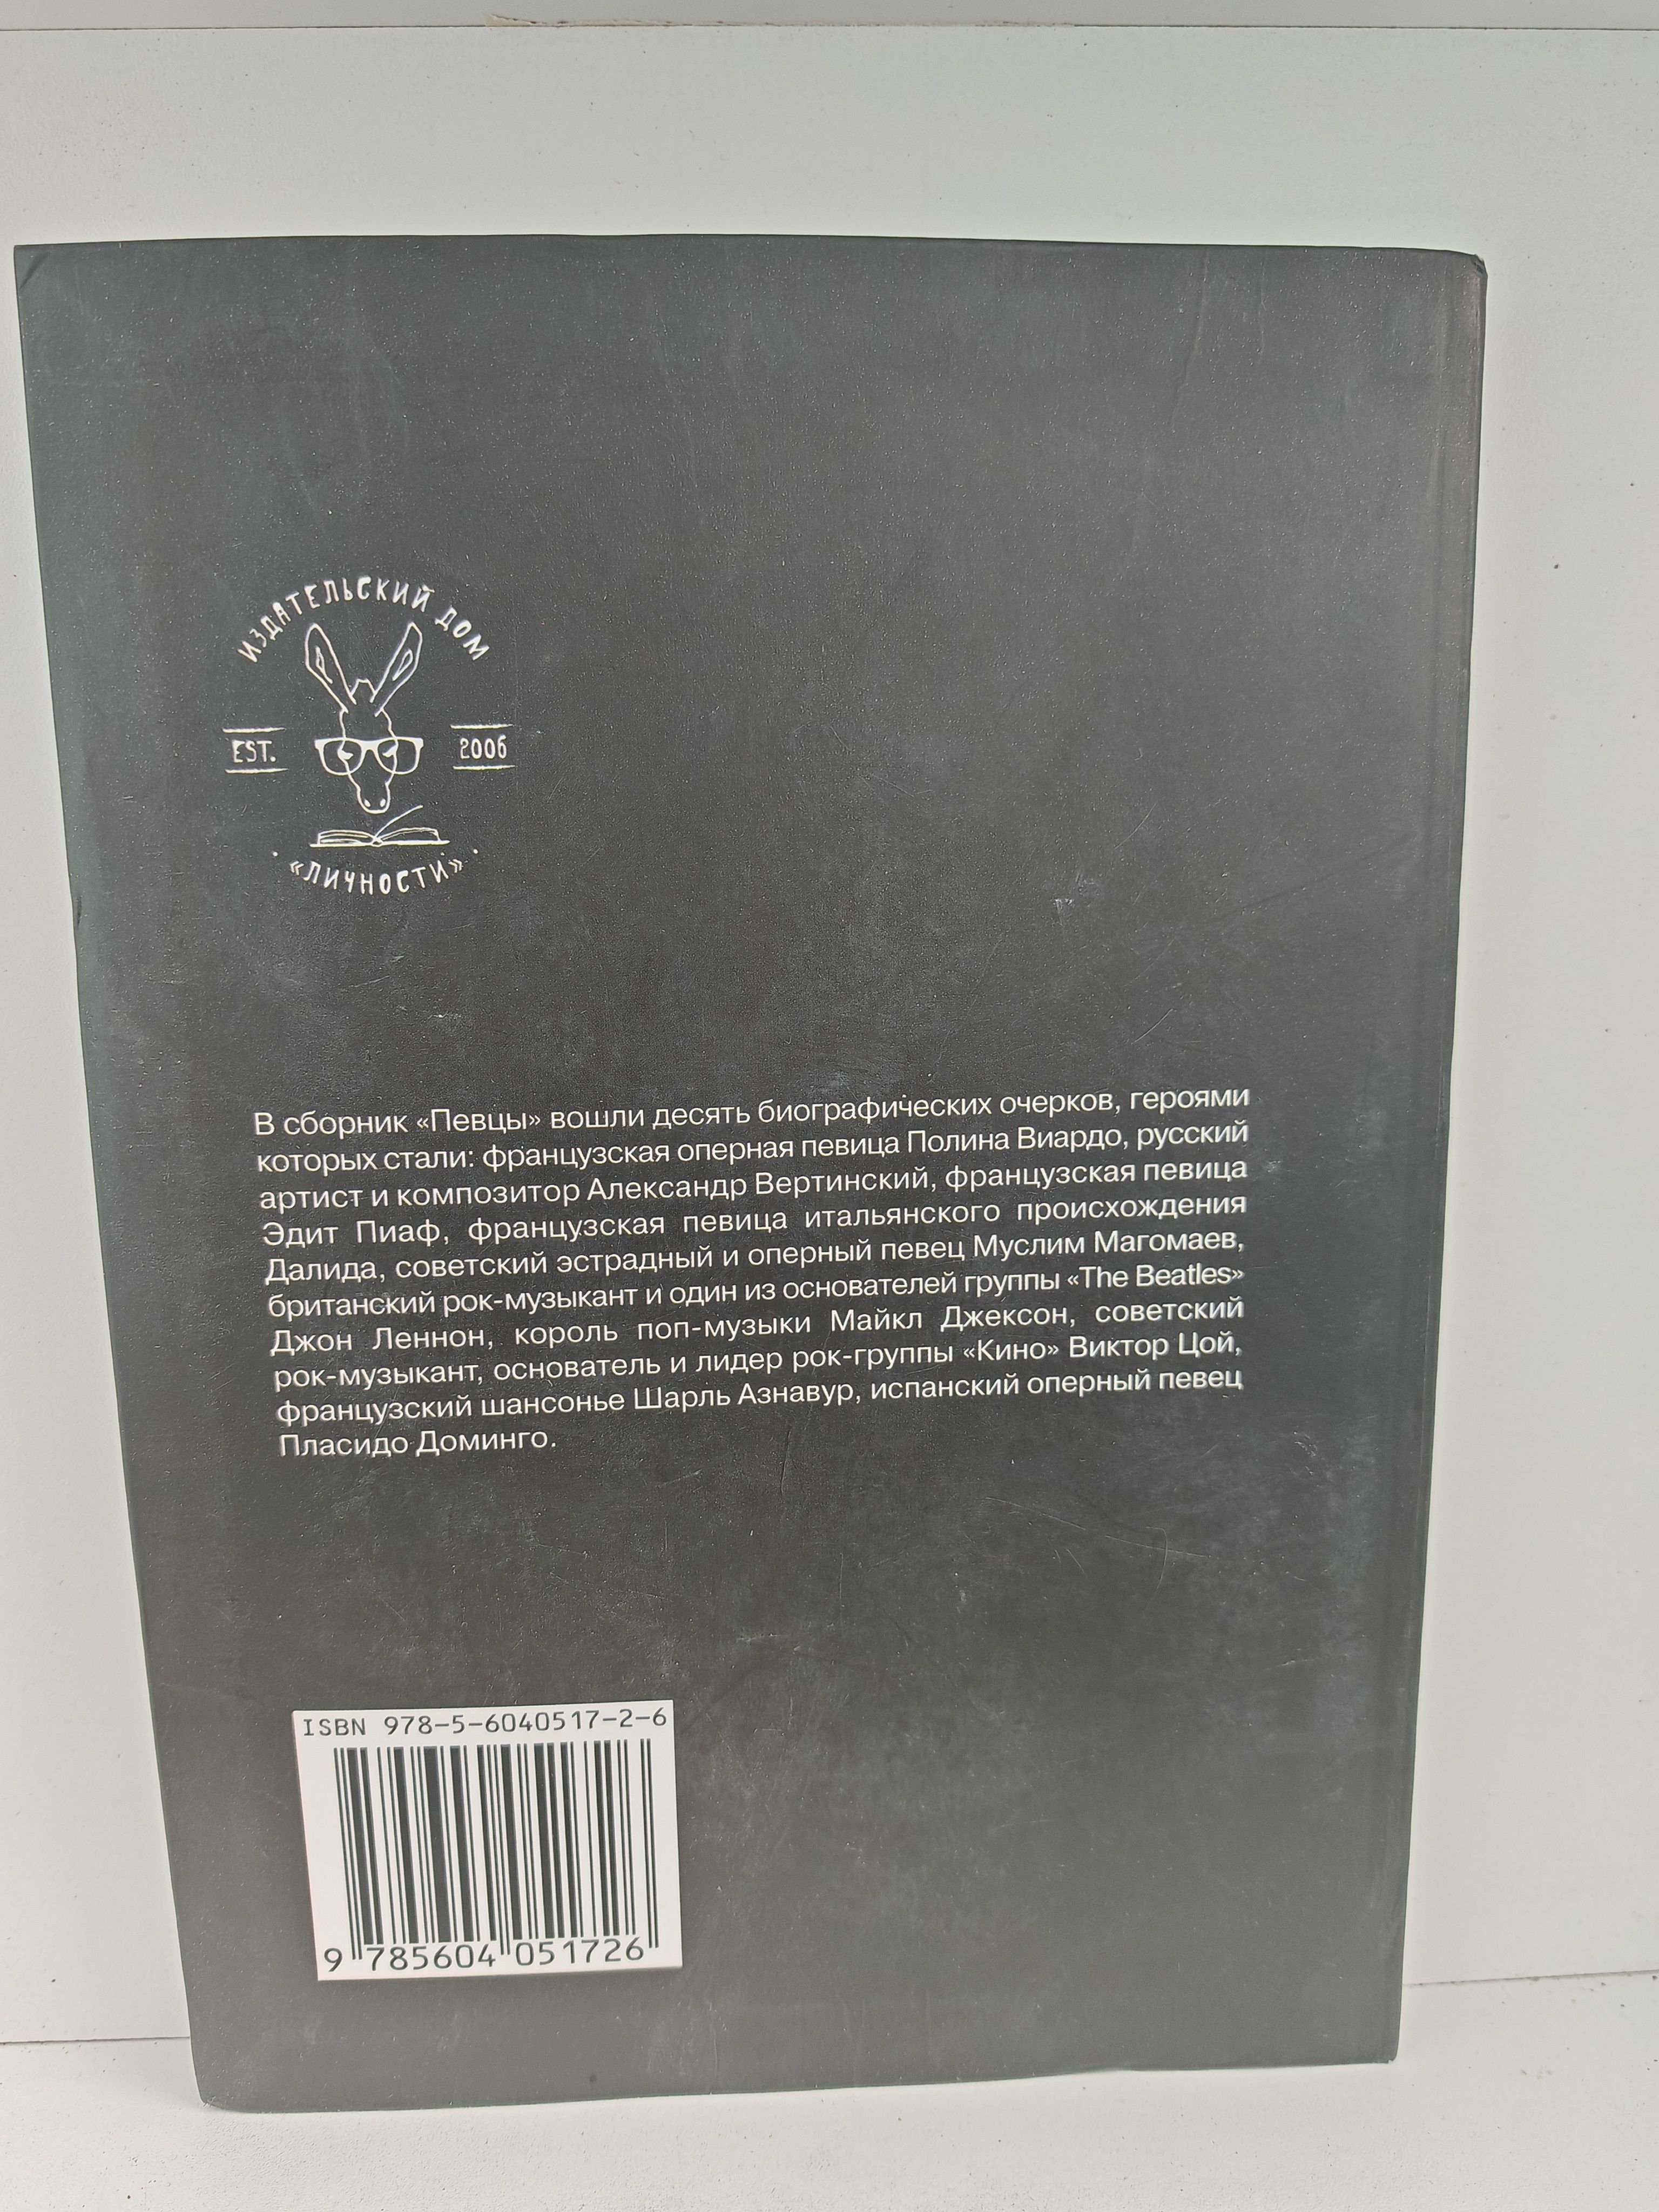 ИЗДАТЕЛЬСКИЙ ДОМ
EST. 2006
«ЛИЧНОСТИ»
В сборник «Певцы» вошли десять биографических очерков, героями
которых стали: французская оперная певица Полина Виардо, русский
артист и композитор Александр Вертинский, французская певица
Эдит Пиаф, французская певица итальянского происхождения
Далида, советский эстрадный и оперный певец Муслим Магомаев,
британский рок-музыкант и один из основателей группы «The Beatles»
Джон Леннон, король поп-музыки Майкл Джексон, советский
рок-музыкант, основатель и лидер рок-группы «Кино» Виктор Цой,
французский шансонье Шарль Азнавур, испанский оперный певец
Пласидо Доминго.
ISBN 978-5-6040517-2-6
9 785604 051726